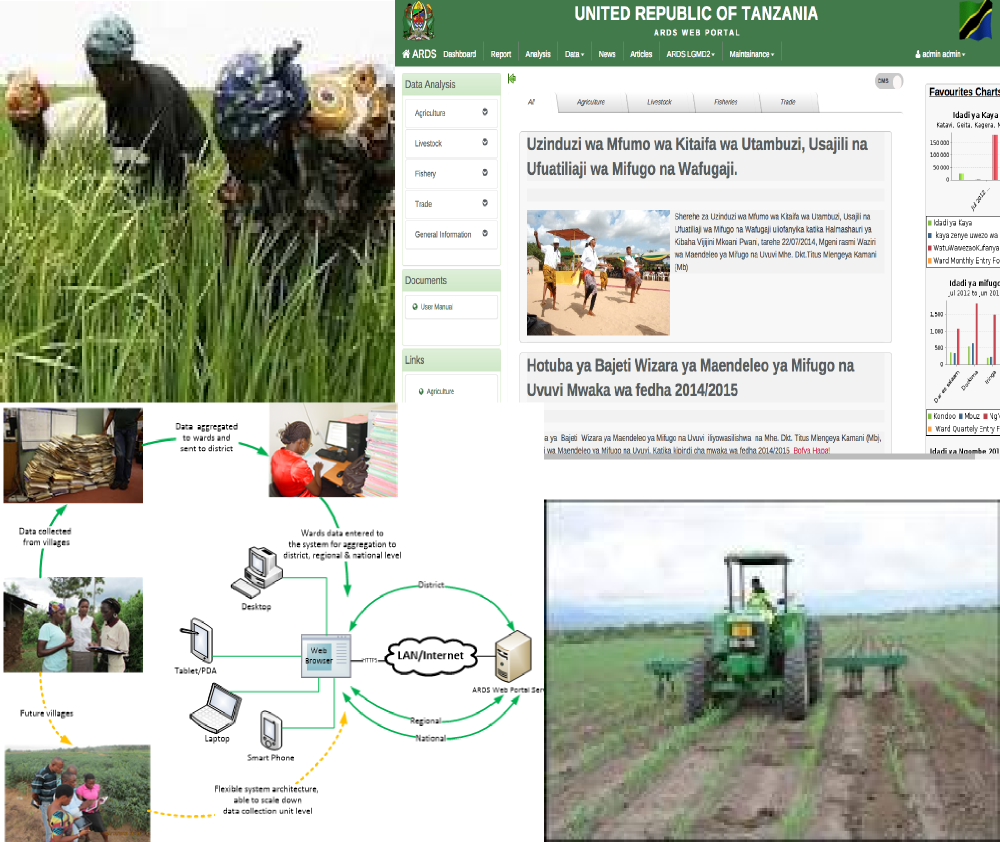 UNITED REPUBLIC OF TANZANIA
ARDS WEB PORTAL
ARDS Dashboard Report Analysis Data News Articles ARDS LGMD2 Maintainance admin admin
Data Analysis
Agriculture
Livestock
Fishery
Trade
General Information
Documents
User Manual
Links
Agriculture
CMS
All Agriculture Livestock Fisheries Trade
Uzinduzi wa Mfumo wa Kitaifa wa Utambuzi, Usajili na
Ufuatiliaji wa Mifugo na Wafugaji.
Sherehe za Uzinduzi wa Mfumo wa Kitaifa wa Utambuzi, Usajili na
Ufuatiliaji wa Mifugo na Wafugaji uliofanyika katika Halmashauri ya
Kibaha Vijijini Mkoani Pwani, tarehe 22/07/2014, Mgeni rasmi Waziri
wa Maendeleo ya Mifugo na Uvuvi Mhe. Dkt.Titus Mlengeya Kamani
(Mb)
Hotuba ya Bajeti Wizara ya Maendeleo ya Mifugo na
Uvuvi Mwaka wa fedha 2014/2015
a ya Bajeti Wizara ya Maendeleo ya Mifugo na Uvuvi iliyowasilishwa na Mhe. Dkt. Titus Mlengeya Kamani (Mb),
i wa Maendeleo ya Mifugo na Uvuvi, Katika kipindi cha mwaka wa fedha 2014/2015 Bofya Hapa!
Favourites Charts
Idadi ya Kaya
Katavi, Geita, Kagera,
150 000
100 000
50 000
0
Jul 2012 ...
Idadi ya Kaya
kaya zenye uwezo wa
WatuWawezaoKufanya
Ward Monthly Entry Fo
Idadi ya mifugo
Jul 2012 to Jun 201
1,500
1,000
500
0
Dar es salaam
Dodoma
Iringa
Kondoo Mbuzi Ng'
Ward Quartely Entry F
Idadi ya Ngombe 201
Data aggregated
to wards and
sent to district
Data collected
from villages
Wards data entered to
the system for aggregation to
district, regional & national level
Desktop
Tablet/PDA
Laptop
Smart Phone
Web
Browser
HTTPS
LAN/Internet
District
ARDS Web Portal Serv
Regional
National
Future villages
Flexible system architecture,
able to scale down
data collection unit level